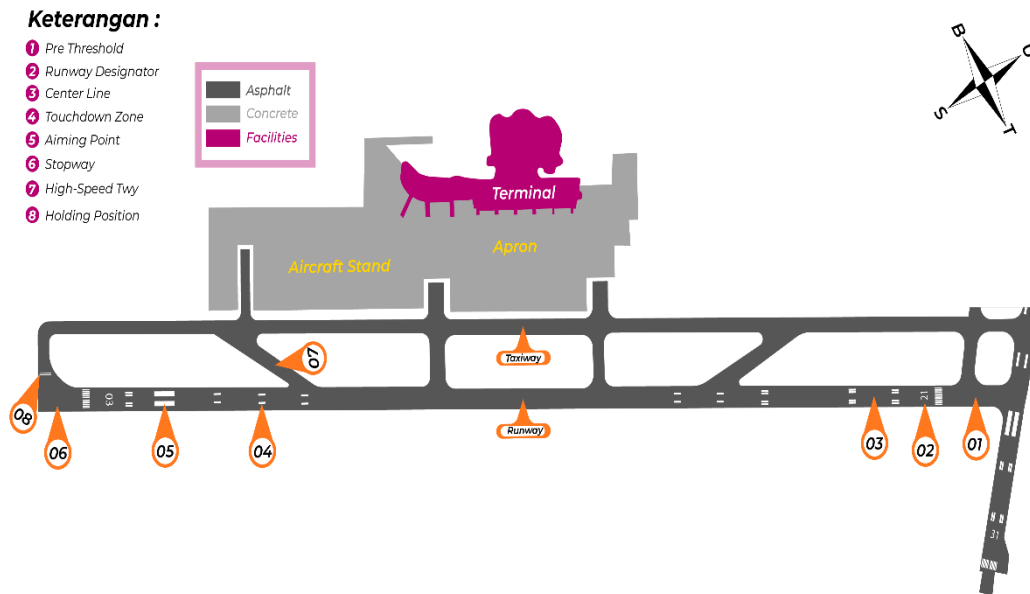 Keterangan :
1 Pre Threshold
2 Runway Designator
3 Center Line
4 Touchdown Zone
5 Aiming Point
6 Stopway
7 High-Speed Twy
8 Holding Position
Asphalt
Concrete
Facilities
B
U
S
T
Terminal
Apron
Aircraft Stand
07
Taxiway
08
03
21
06
05
04
Runway
03
02
01
31